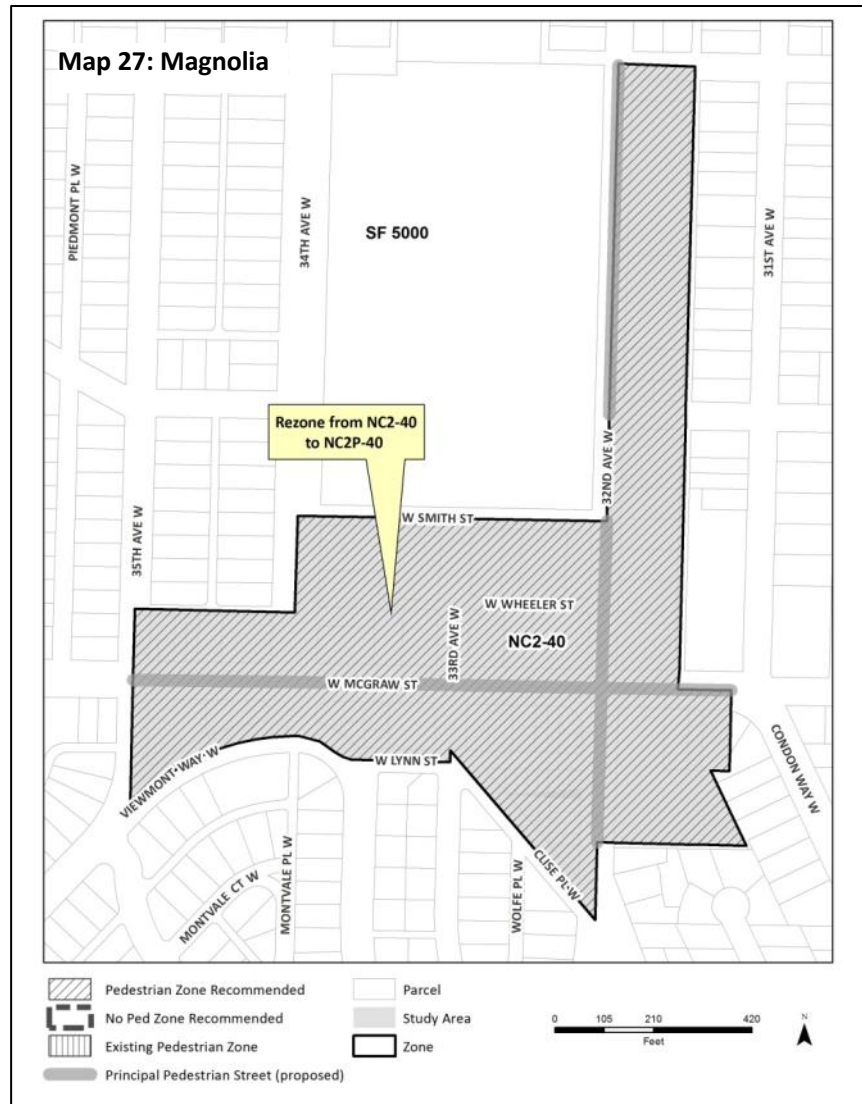 Map 27: Magnolia
PIEDMONT PL W
34TH AVE W
SF 5000
31ST AVE W
Rezone from NC2-40
to NC2P-40
32ND AVE W
35TH AVE W
W SMITH ST
W WHEELER ST
33RD AVE W
NC2-40
W MCGRAW ST
VIEWMONT WAY W
W LYNN ST
CONDON WAY W
MONTVALE CT W
MONTVALE PL W
WOLFE PL W
CLISE PL W
Pedestrian Zone Recommended
Parcel
No Ped Zone Recommended
Study Area
Existing Pedestrian Zone
Zone
Principal Pedestrian Street (proposed)
0 105 210 420
Feet
N